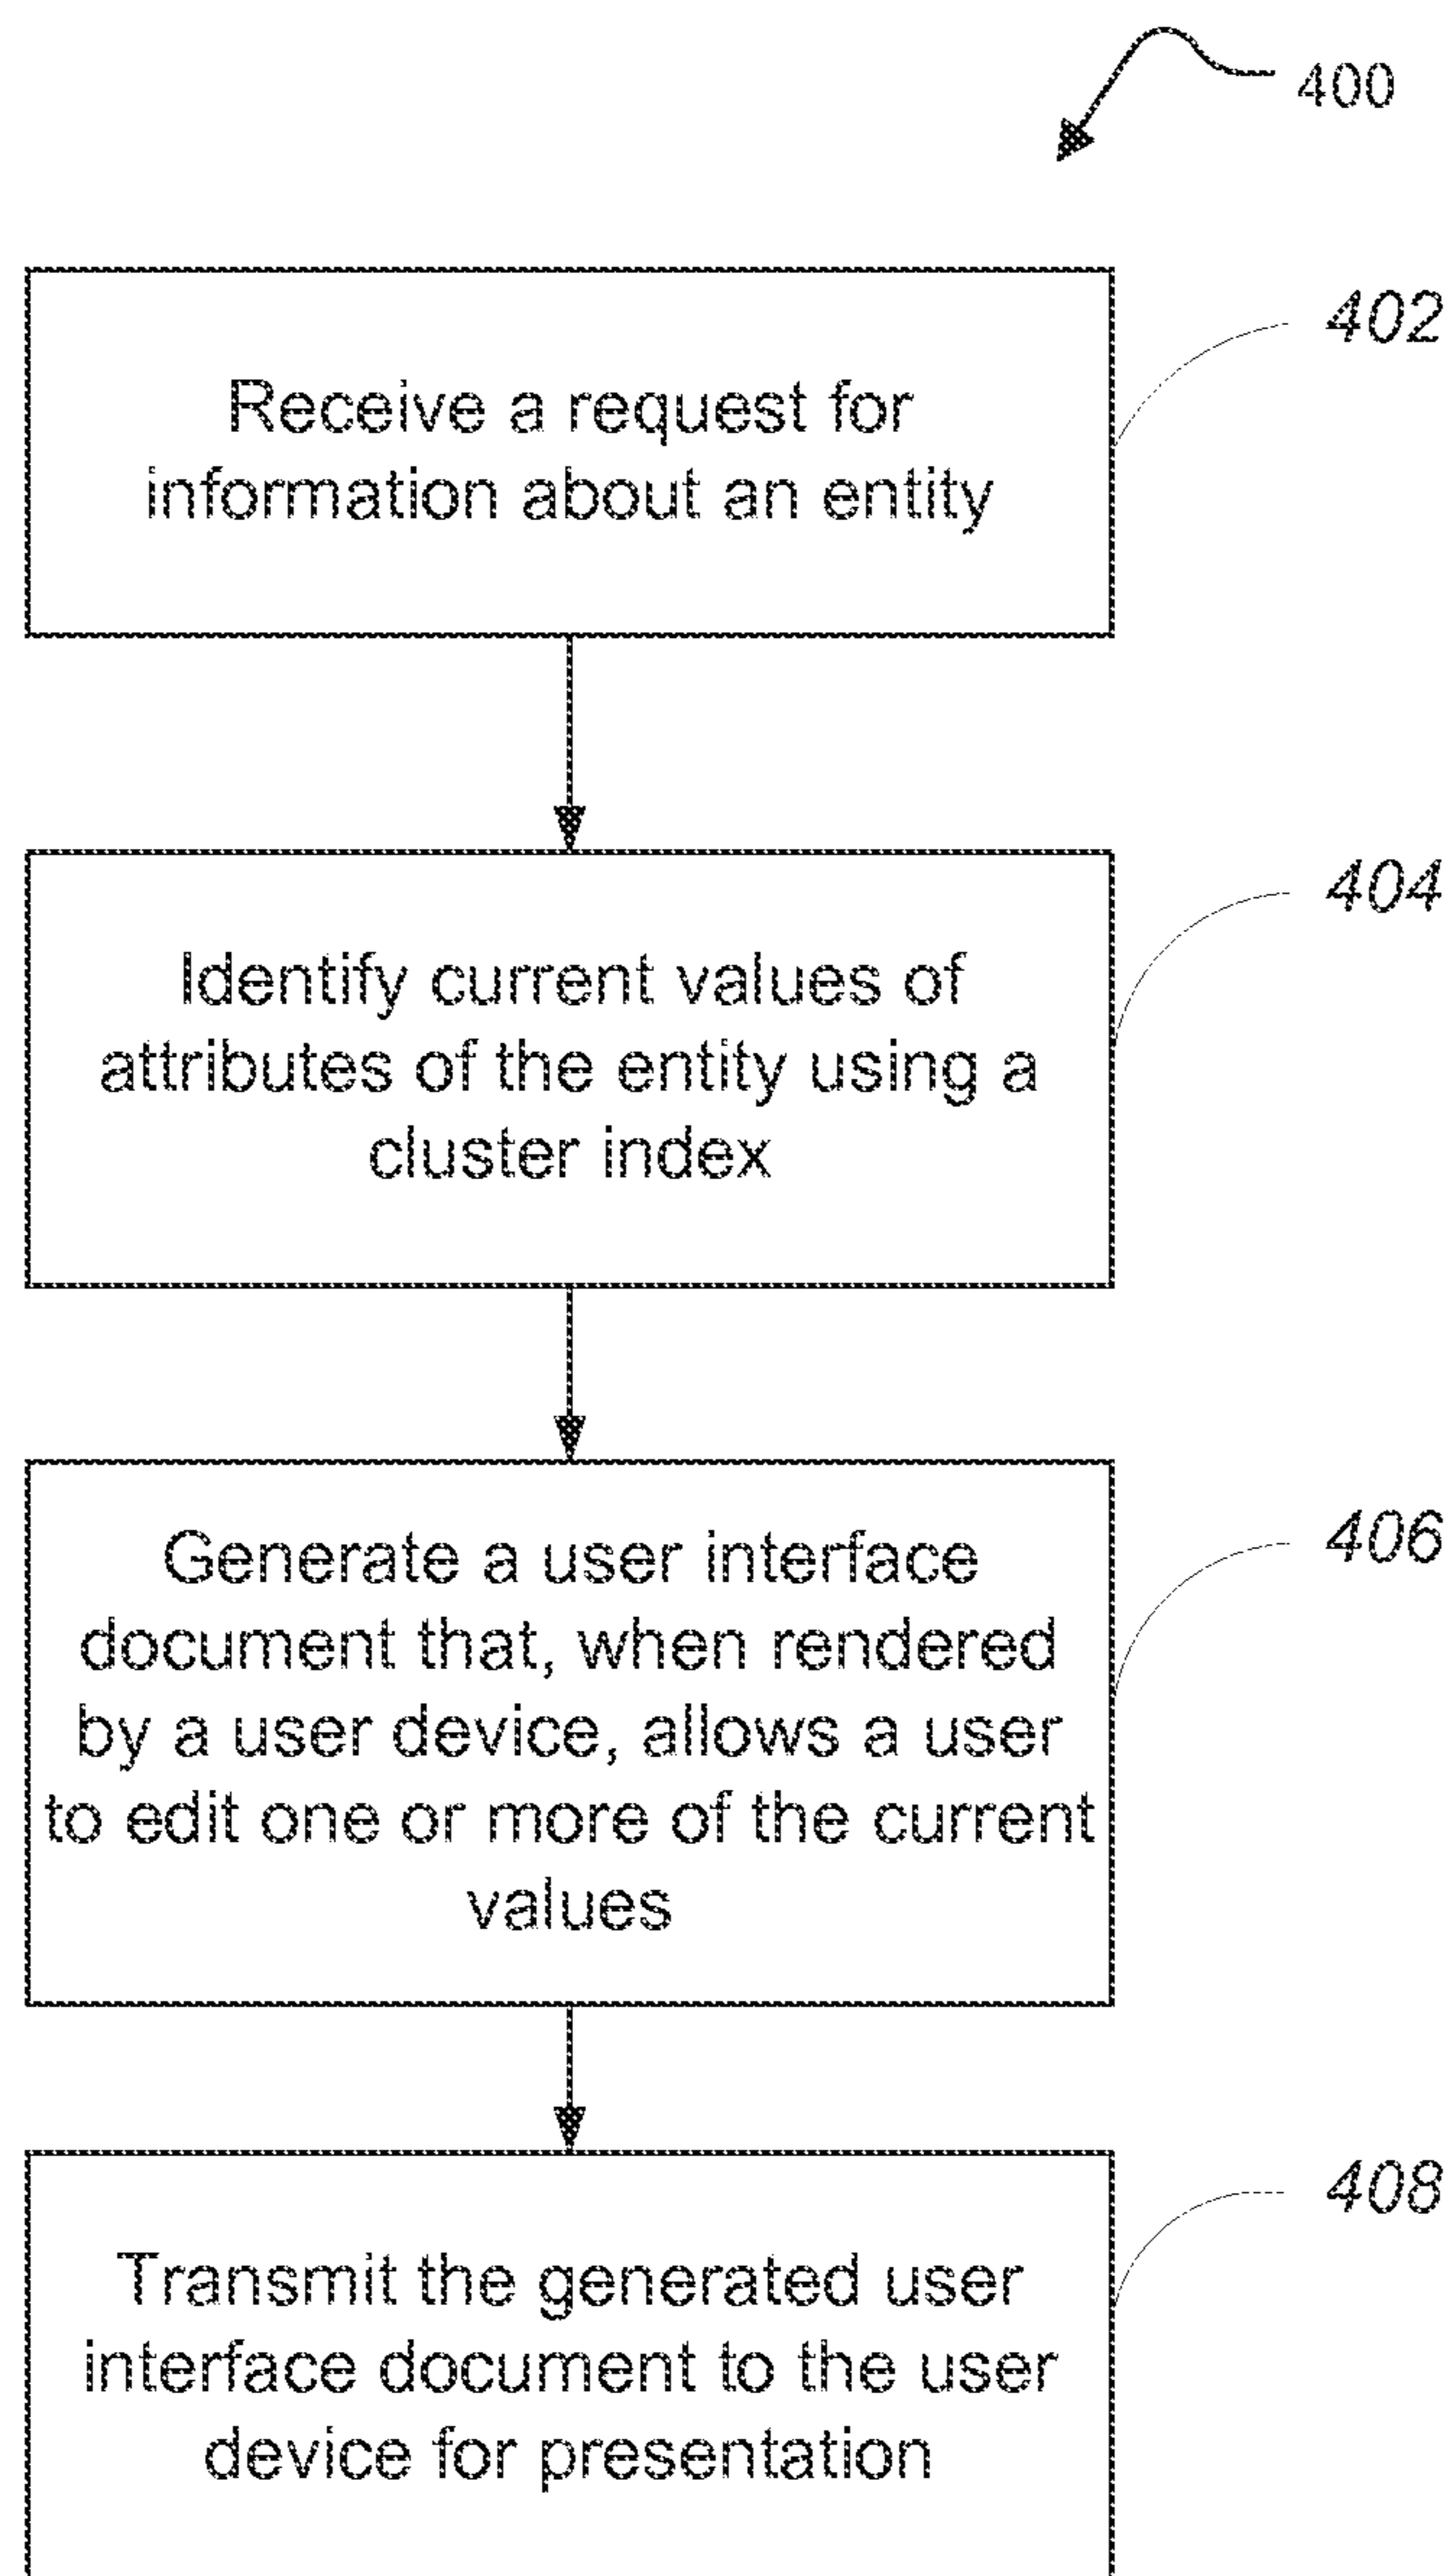 400
402
Receive a request for
information about an entity
404
Identify current values of
attributes of the entity using a
cluster index
406
Generate a user interface
document that, when rendered
by a user device, allows a user
to edit one or more of the current
values
408
Transmit the generated user
interface document to the user
device for presentation